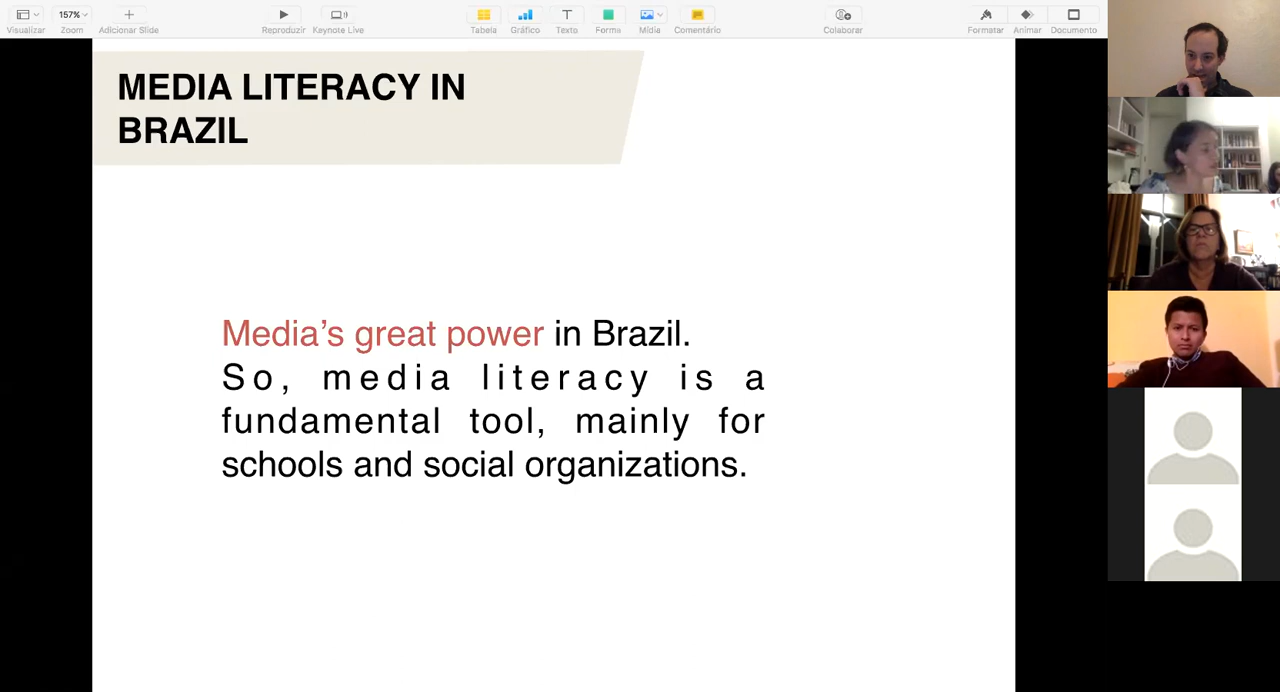 157%
Visualizar
Zoom
Adicionar Slide
Reproduzir
Keynote Live
Tabela
Gráfico
Texto
Forma
Mídia
Comentário
Colaborar
Formatar
Animar
Documento
MEDIA LITERACY IN
BRAZIL
Media’s great power in Brazil.
So, media literacy is a
fundamental tool, mainly for
schools and social organizations.